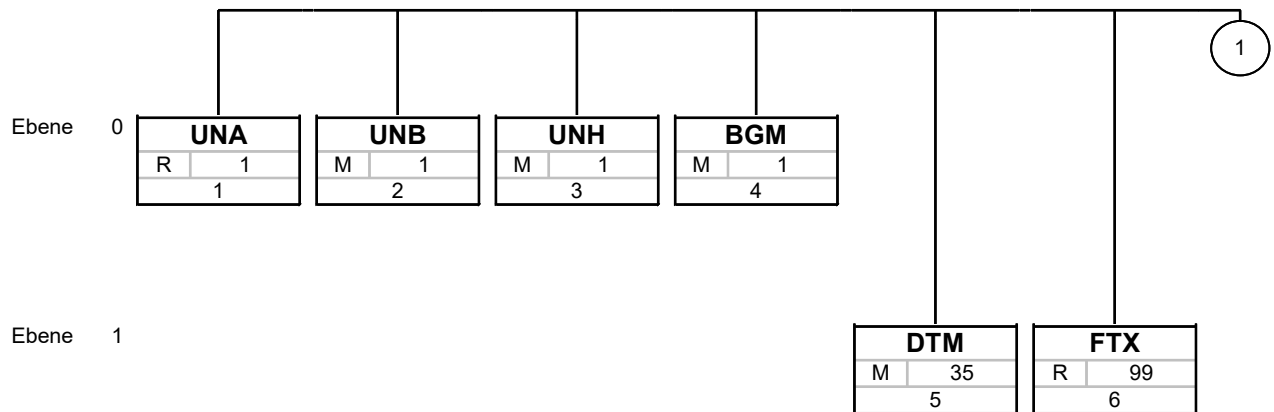 1
Ebene 0
UNA UNB UNH BGM
R 1 M 1 M 1 M 1
1 2 3 4
Ebene 1
DTM FTX
M 35 R 99
5 6